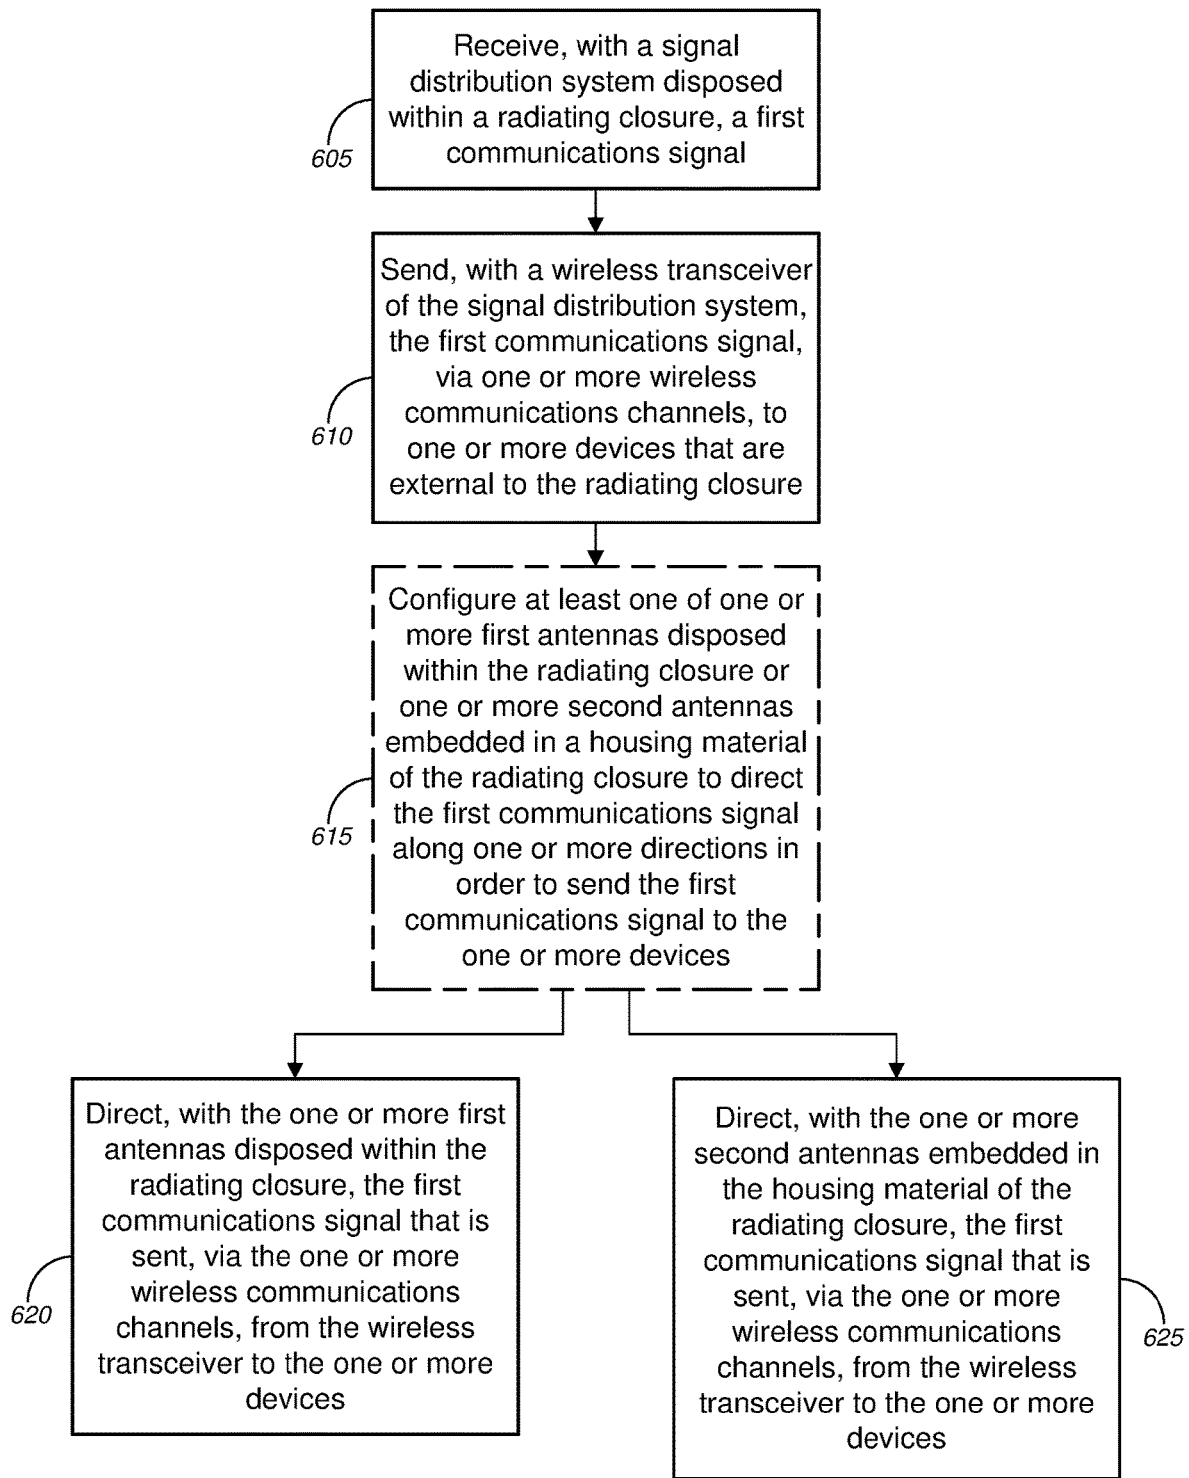 Receive, with a signal
distribution system disposed
within a radiating closure, a first
communications signal
605
Send, with a wireless transceiver
of the signal distribution system,
the first communications signal,
via one or more wireless
communications channels, to
one or more devices that are
external to the radiating closure
610
Configure at least one of one or
more first antennas disposed
within the radiating closure or
one or more second antennas
embedded in a housing material
of the radiating closure to direct
the first communications signal
along one or more directions in
order to send the first
communications signal to the
one or more devices
615
Direct, with the one or more first
antennas disposed within the
radiating closure, the first
communications signal that is
sent, via the one or more
wireless communications
channels, from the wireless
transceiver to the one or more
devices
620
Direct, with the one or more
second antennas embedded in
the housing material of the
radiating closure, the first
communications signal that is
sent, via the one or more
wireless communications
channels, from the wireless
transceiver to the one or more
devices
625